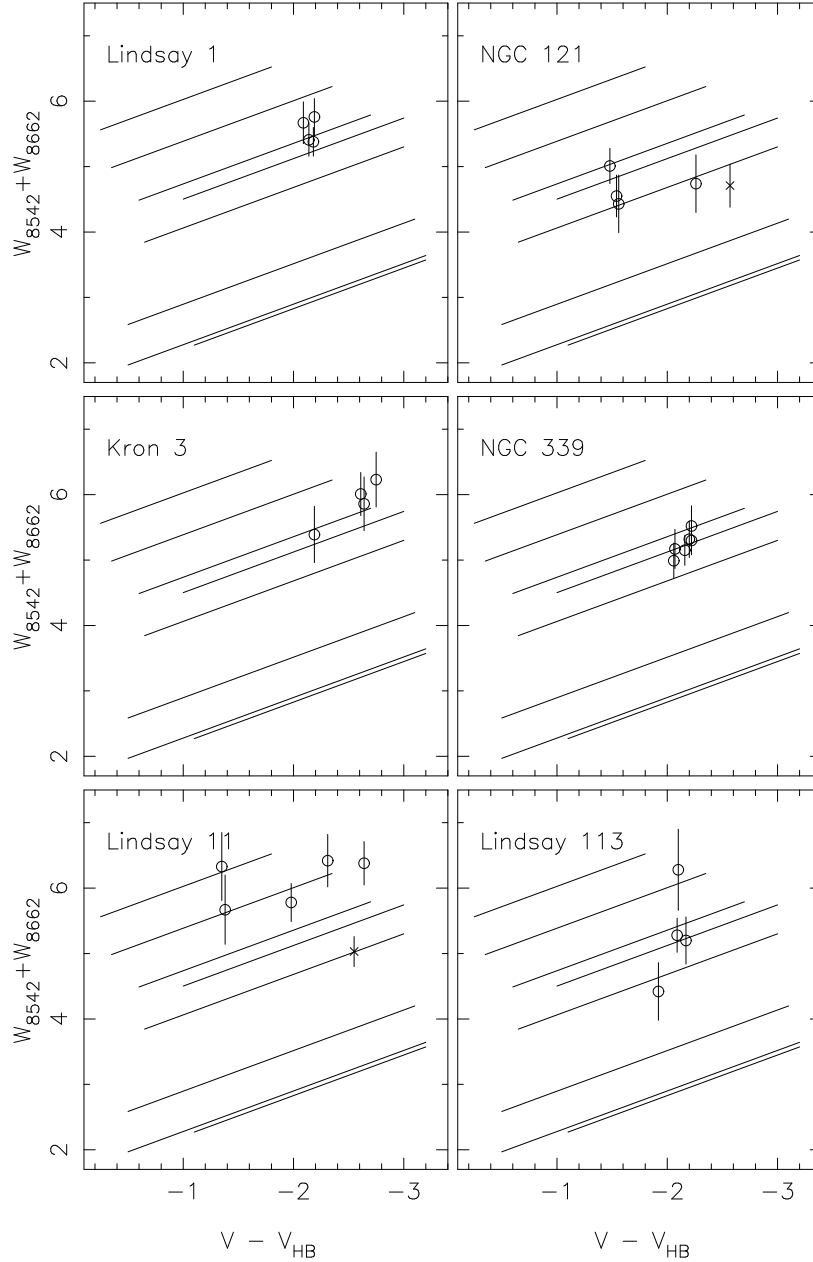 Lindsay 1
NGC 121
W8542+W8662
6
4
2
Kron 3
NGC 339
W8542+W8662
6
4
2
Lindsay 11
Lindsay 113
W8542+W8662
6
4
2
−1
−2
−3
−1
−2
−3
V − VHB
V − VHB